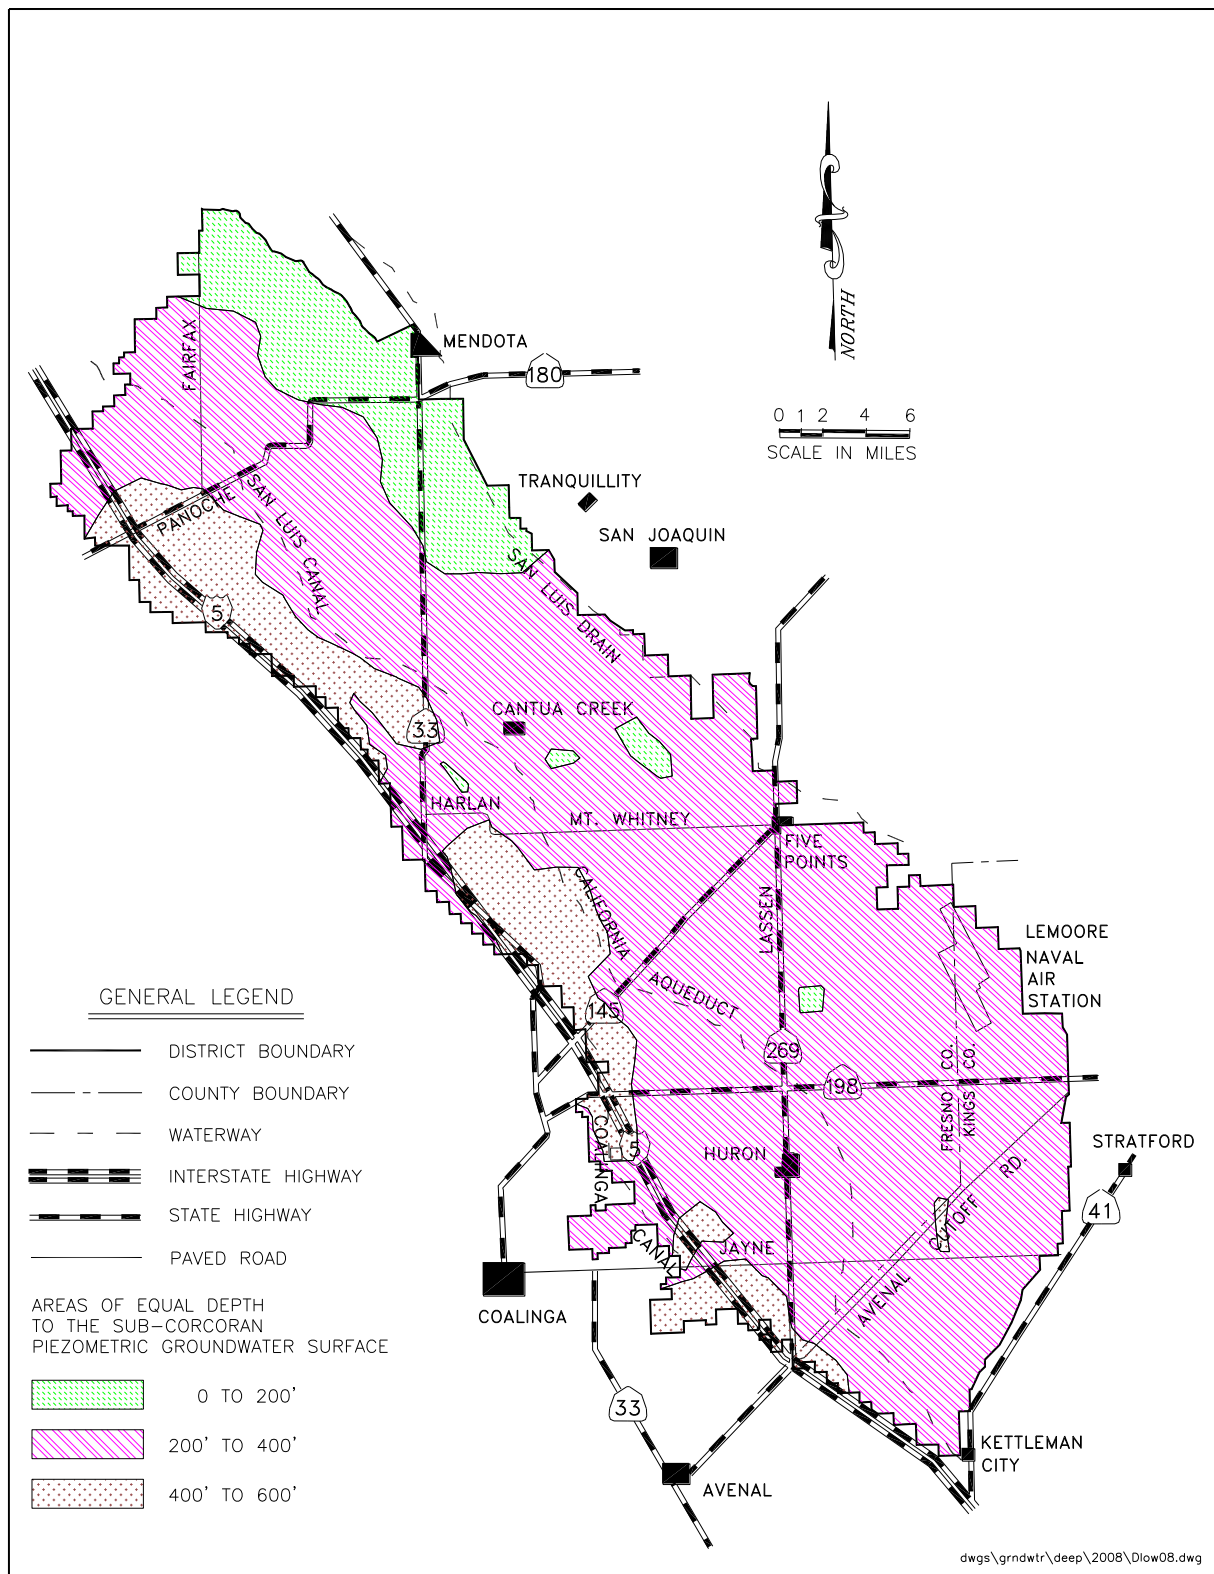 NORTH
MENDOTA
FAIRFAX
180
0 1 2 4 6
SCALE IN MILES
TRANQUILLITY
PANOCHE
SAN LUIS CANAL
SAN JOAQUIN
SAN LUIS DRAIN
5
CANTUA CREEK
33
HARLAN
MT. WHITNEY
FIVE
POINTS
CALIFORNIA
AQUEDUCT
LASSEN
LEMOORE
NAVAL
AIR
STATION
145
269
198
FRESNO CO.
KINGS CO.
COALINGA
CANAL
5
HURON
STRATFORD
41
AVENAL
CUTOFF
RD.
JAYNE
COALINGA
33
AVENAL
KETTLEMAN
CITY
GENERAL LEGEND
DISTRICT BOUNDARY
COUNTY BOUNDARY
WATERWAY
INTERSTATE HIGHWAY
STATE HIGHWAY
PAVED ROAD
AREAS OF EQUAL DEPTH
TO THE SUB-CORCORAN
PIEZOMETRIC GROUNDWATER SURFACE
0 TO 200'
200' TO 400'
400' TO 600'
dwgs\grndwtr\deep\2008\Dlow08.dwg